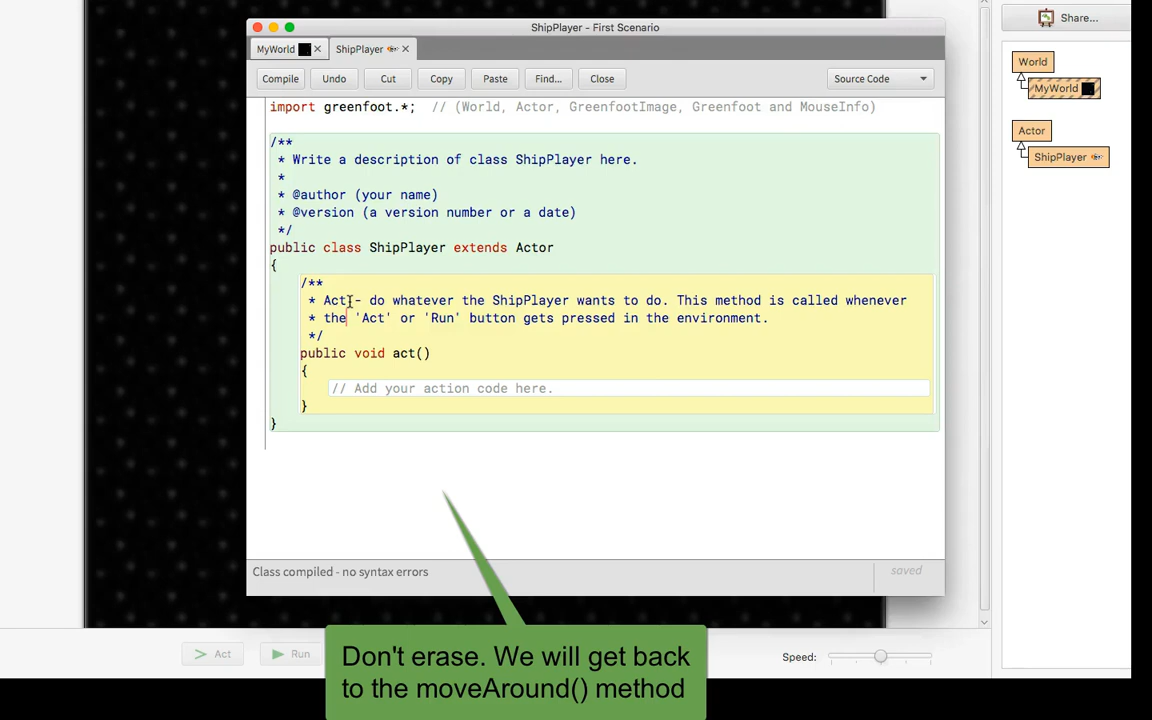 ShipPlayer - First Scenario
Share...
MyWorld
ShipPlayer
Compile
Undo
Cut
Copy
Paste
Find...
Close
Source Code
World
MyWorld
Actor
ShipPlayer
import greenfoot.*;  // (World, Actor, GreenfootImage, Greenfoot and MouseInfo)
/**
 * Write a description of class ShipPlayer here.
 *
 * @author (your name)
 * @version (a version number or a date)
 */
public class ShipPlayer extends Actor
{
/**
 * Act - do whatever the ShipPlayer wants to do. This method is called whenever
 * the 'Act' or 'Run' button gets pressed in the environment.
 */
public void act()
{
// Add your action code here.
}
}
Class compiled - no syntax errors
saved
Act
Run
Speed:
Don't erase. We will get back
to the moveAround() method